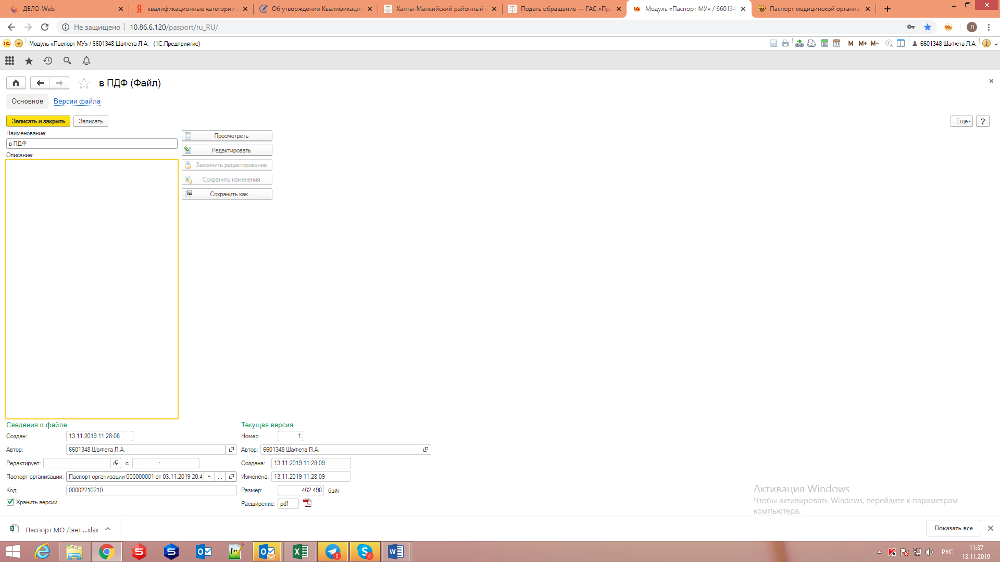 ДЕЛО-Web
квалификационные категории
Об утверждении Квалификацио
Ханты-Мансийский районный
Подать обращение — ГАС «Пра
Модуль «Паспорт МУ» / 66013
Паспорт медицинской организ
Не защищено
10.86.6.120/pasport/ru_RU/
Модуль «Паспорт МУ» / 6601348 Шафета Л.А. (1С:Предприятие)
M M+ M-
6601348 Шафета Л.А.
в ПДФ (Файл)
Основное
Версии файла
Записать и закрыть
Записать
Еще
?
Наименование:
в ПДФ
Описание:
Просмотреть
Редактировать
Закончить редактирование
Сохранить изменения
Сохранить как...
Сведения о файле
Создан: 13.11.2019 11:28:08
Автор: 6601348 Шафета Л.А.
Редактирует:
с: . . : :
Паспорт организации: Паспорт организации 000000001 от 03.11.2019 20:4
...
Код: 00002210210
Хранить версии
Текущая версия
Номер: 1
Автор: 6601348 Шафета Л.А.
Создана: 13.11.2019 11:28:09
Изменена: 13.11.2019 11:28:09
Размер: 462 496 байт
Расширение: pdf
Активация Windows
Чтобы активировать Windows, перейдите к параметрам
компьютера.
Паспорт МО Лянт....xlsx
Показать все
РУС
11:37
13.11.2019